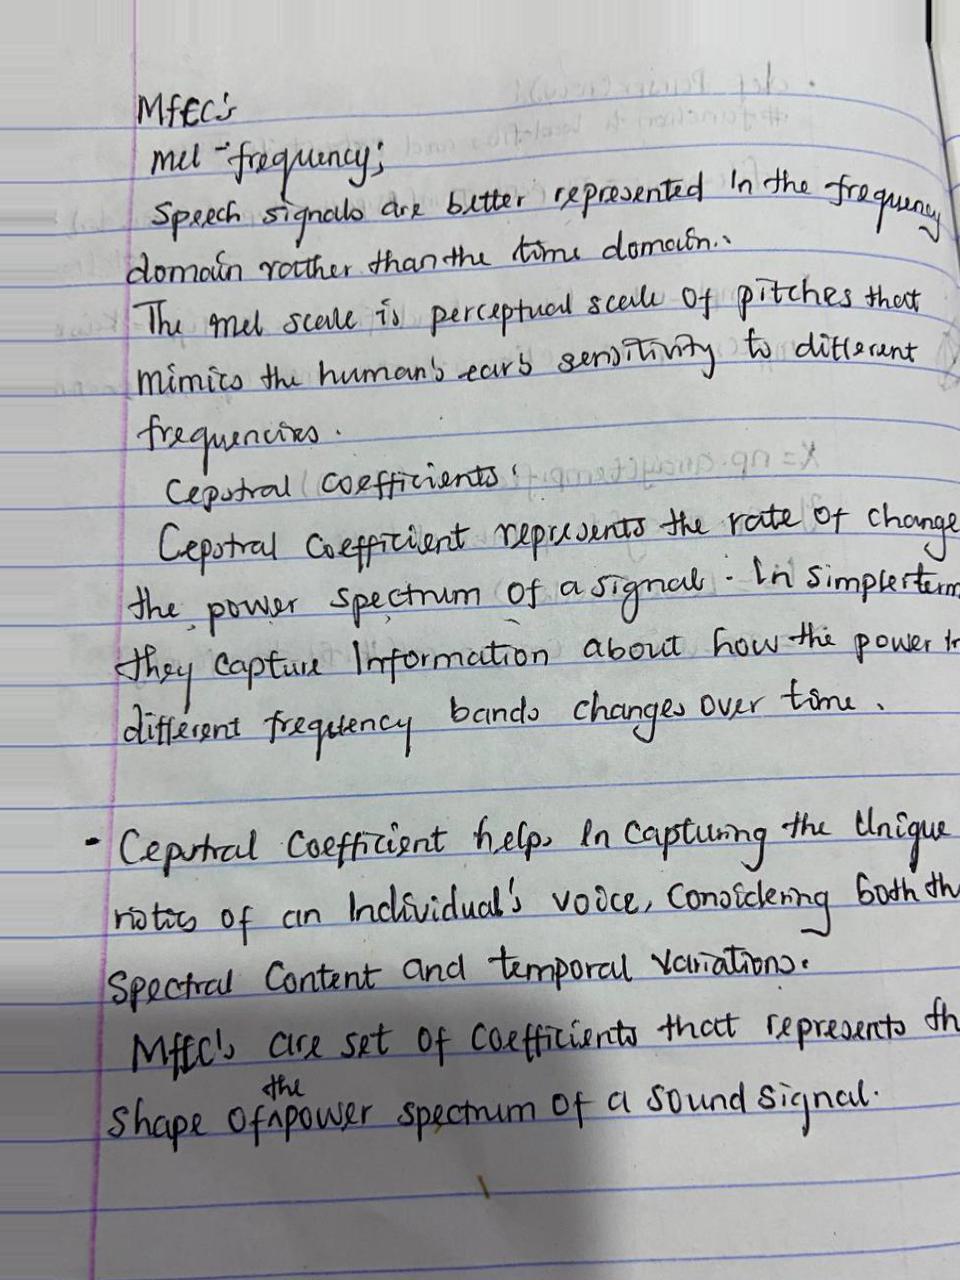 MfCC's
mel-frequency;
Speech signals are better represented In the frequency
domain rather than the time domain.
The mel scale is perceptual scale of pitches that
mimics the human's ear's sensitivity to different
frequencies.
Cepstral Coefficients:
Cepstral Coefficient represents the rate of change
the power spectrum of a signal. In simpler term
they capture Information about how the power In
different frequency bands changes over time.
- Cepstral Coefficient helps In Capturing the Unique
of an Individual's voice, Considering both th
Spectral Content and temporal variations.
MfCC's are set of Coefficients that represents th
the
shape of^power spectrum of a sound signal.